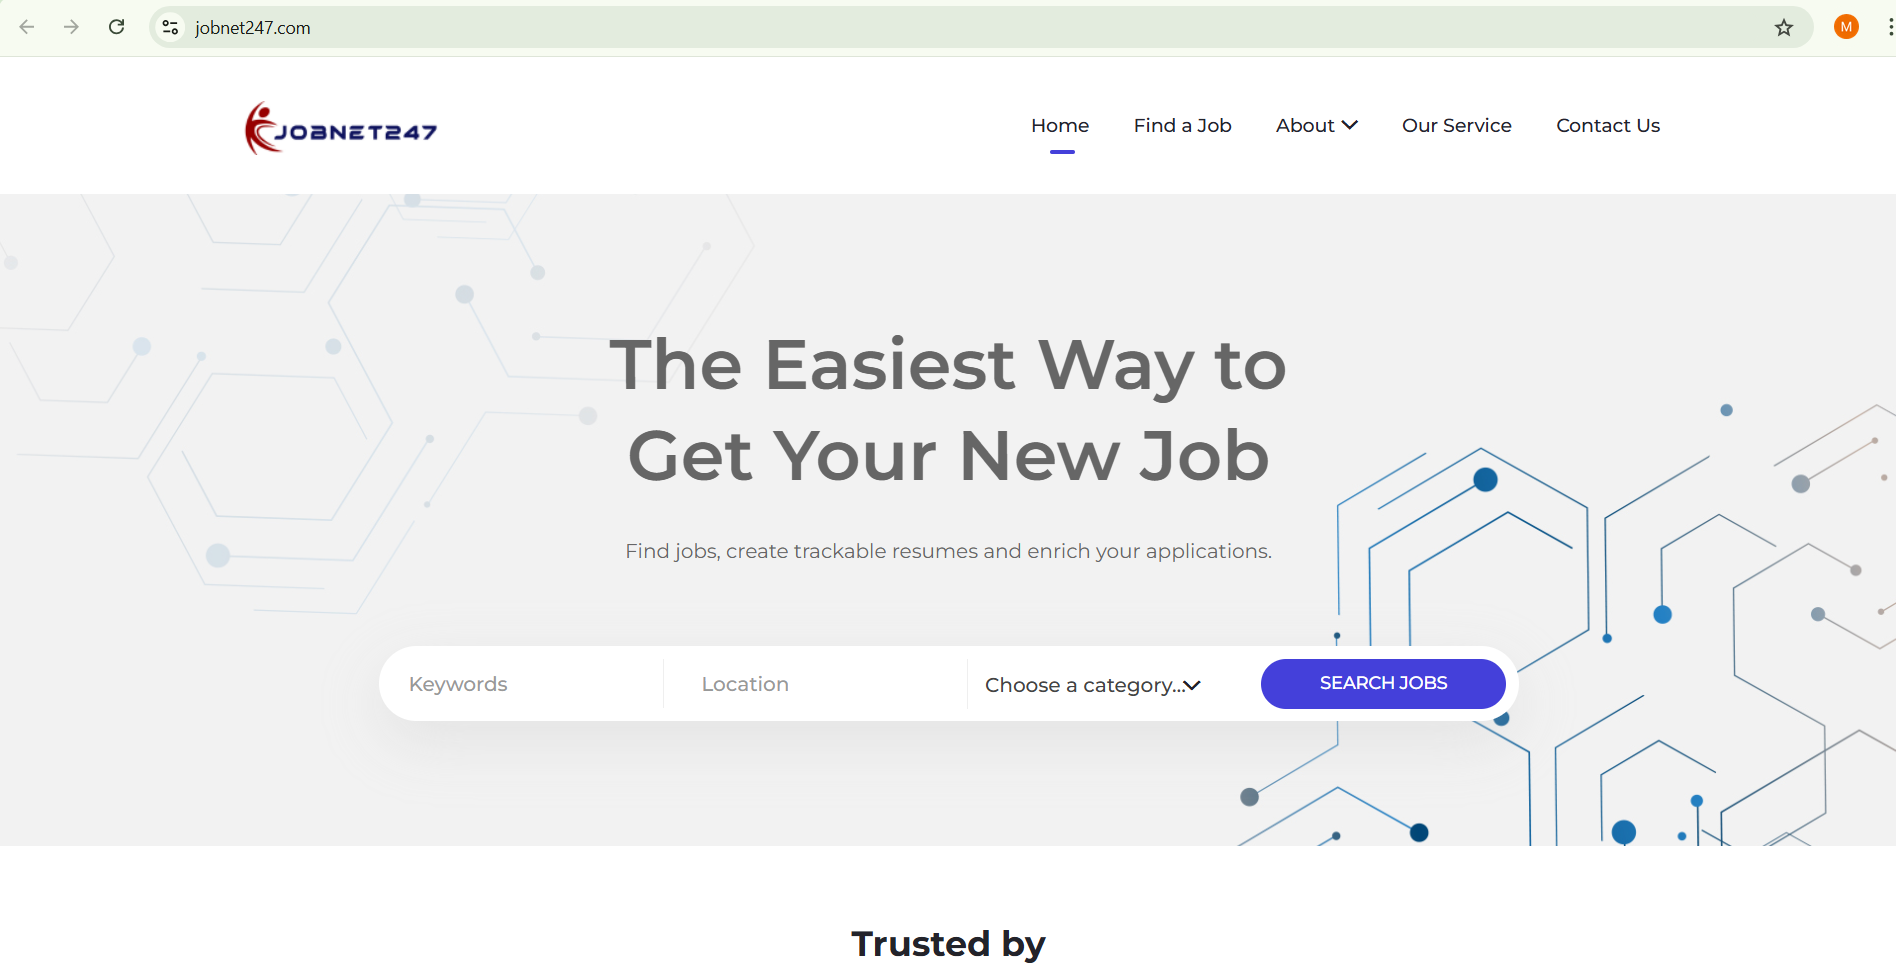 jobnet247.com
M
JOBNET247
Home
Find a Job
About
Our Service
Contact Us
The Easiest Way to
Get Your New Job
Find jobs, create trackable resumes and enrich your applications.
Keywords
Location
Choose a category...
SEARCH JOBS
Trusted by